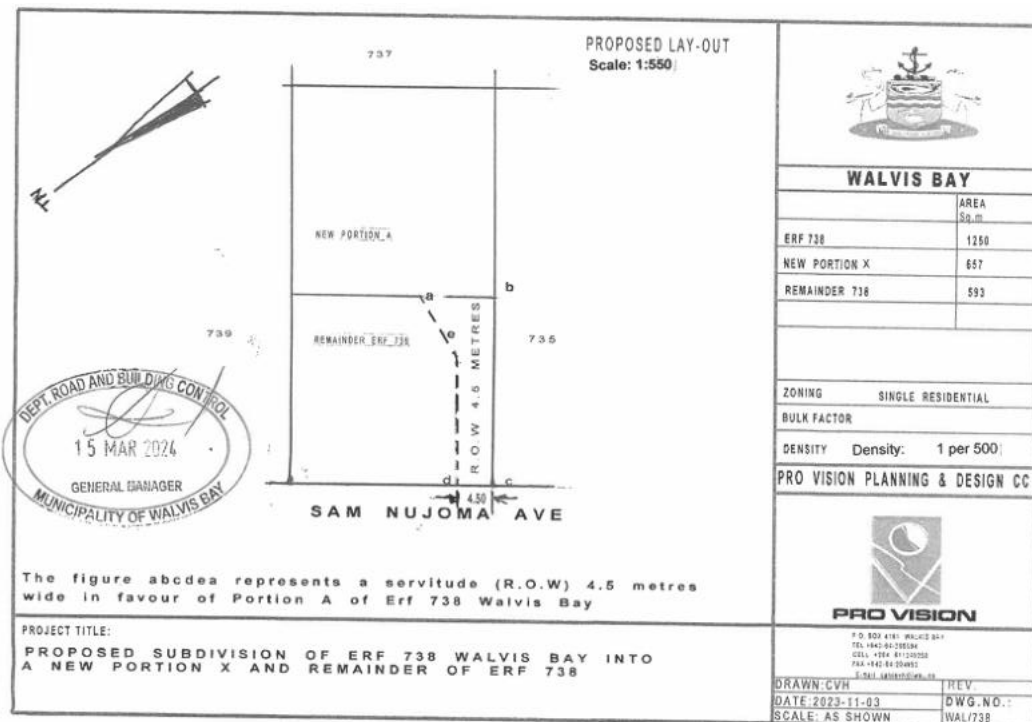 737
PROPOSED LAY-OUT
Scale: 1:550
NEW PORTION A
a
b
e
739
REMAINDER ERF 738
R.O.W 4.5 METRES
735
DEPT. ROAD AND BUILDING CONTROL
15 MAR 2024
GENERAL MANAGER
MUNICIPALITY OF WALVIS BAY
d
c
4.50
SAM NUJOMA AVE
The figure abcdea represents a servitude (R.O.W) 4.5 metres
wide in favour of Portion A of Erf 738 Walvis Bay
PROJECT TITLE:
PROPOSED SUBDIVISION OF ERF 738 WALVIS BAY INTO
A NEW PORTION X AND REMAINDER OF ERF 738
WALVIS BAY
AREA
Sq.m
ERF 738 1250
NEW PORTION X 657
REMAINDER 738 593
ZONING SINGLE RESIDENTIAL
BULK FACTOR
DENSITY Density: 1 per 500
PRO VISION PLANNING & DESIGN CC
PRO VISION
P.O. BOX 4181 WALVIS BAY
DRAWN:CVH REV.
DATE:2023-11-03 DWG.NO.:
SCALE: AS SHOWN WAL/738